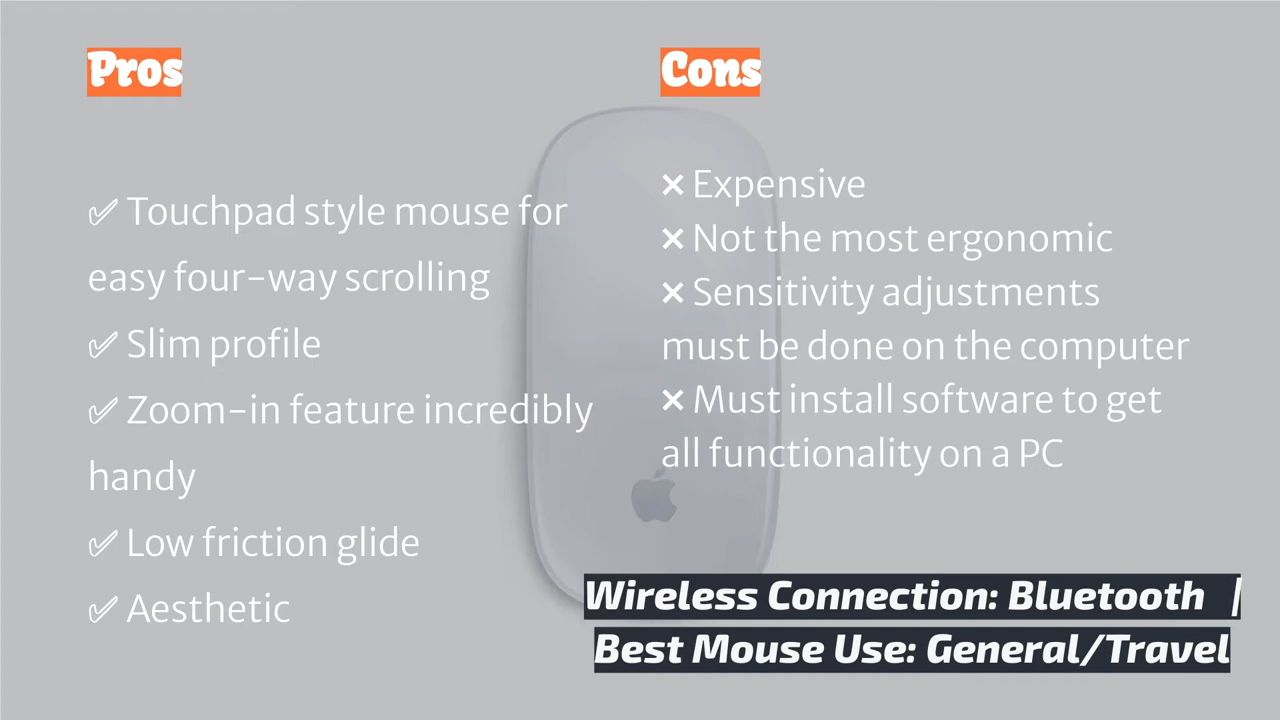 Pros
✅ Touchpad style mouse for
easy four-way scrolling
✅ Slim profile
✅ Zoom-in feature incredibly
handy
✅ Low friction glide
✅ Aesthetic
Cons
❌ Expensive
❌ Not the most ergonomic
❌ Sensitivity adjustments
must be done on the computer
❌ Must install software to get
all functionality on a PC
Wireless Connection: Bluetooth |
Best Mouse Use: General/Travel